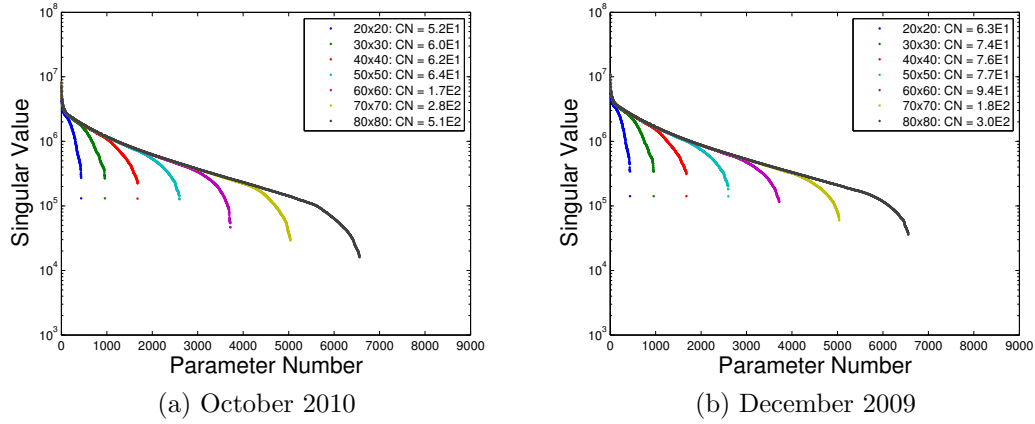 10^8
10^7
10^6
10^5
10^4
10^3
Singular Value
20x20: CN = 5.2E1
30x30: CN = 6.0E1
40x40: CN = 6.2E1
50x50: CN = 6.4E1
60x60: CN = 1.7E2
70x70: CN = 2.8E2
80x80: CN = 5.1E2
0 1000 2000 3000 4000 5000 6000 7000 8000 9000
Parameter Number
(a) October 2010
10^8
10^7
10^6
10^5
10^4
10^3
Singular Value
20x20: CN = 6.3E1
30x30: CN = 7.4E1
40x40: CN = 7.6E1
50x50: CN = 7.7E1
60x60: CN = 9.4E1
70x70: CN = 1.8E2
80x80: CN = 3.0E2
0 1000 2000 3000 4000 5000 6000 7000 8000 9000
Parameter Number
(b) December 2009